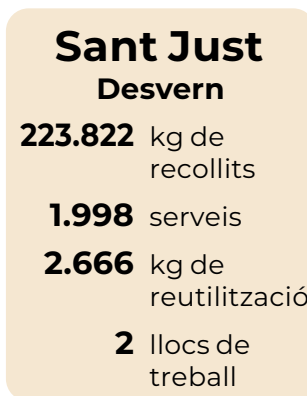 Sant Just
Desvern
223.822 kg de
recollits
1.998 serveis
2.666 kg de
reutilització
2 llocs de
treball